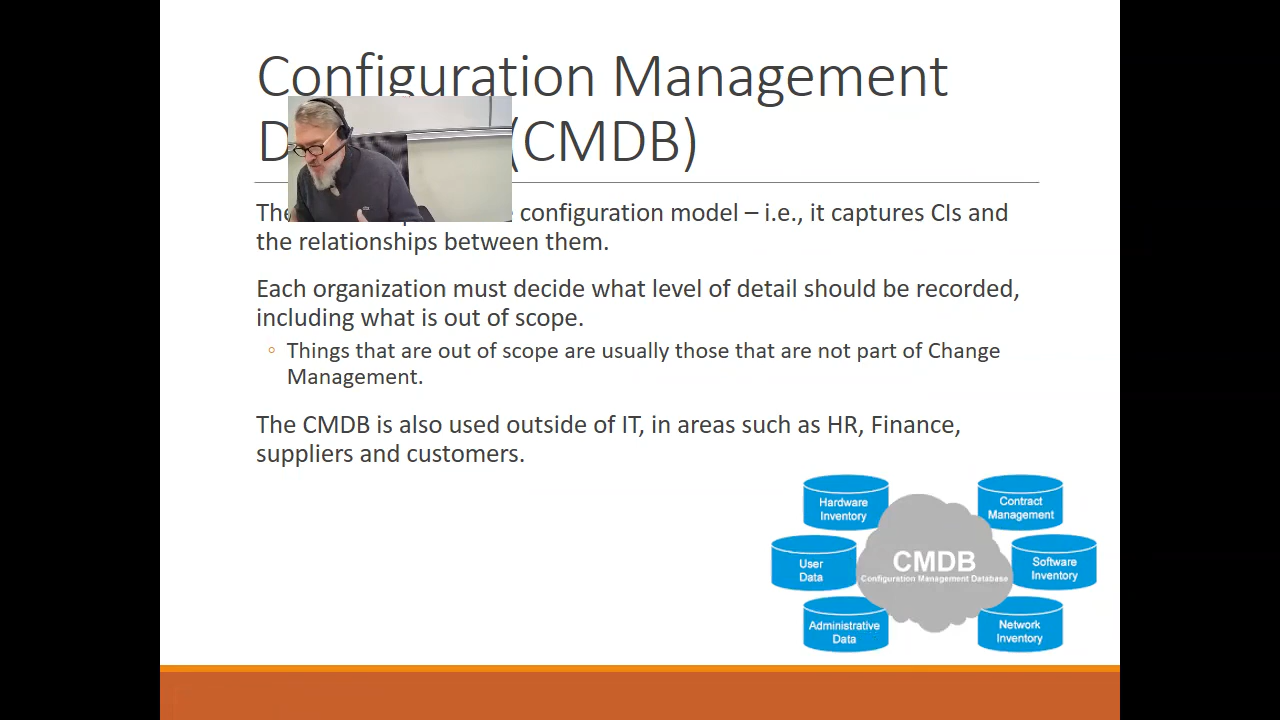 Configuration Management
(CMDB)
The configuration model – i.e., it captures CIs and
the relationships between them.
Each organization must decide what level of detail should be recorded,
including what is out of scope.
Things that are out of scope are usually those that are not part of Change
Management.
The CMDB is also used outside of IT, in areas such as HR, Finance,
suppliers and customers.
Hardware
Inventory
Contract
Management
User
Data
CMDB
Configuration Management Database
Software
Inventory
Administrative
Data
Network
Inventory